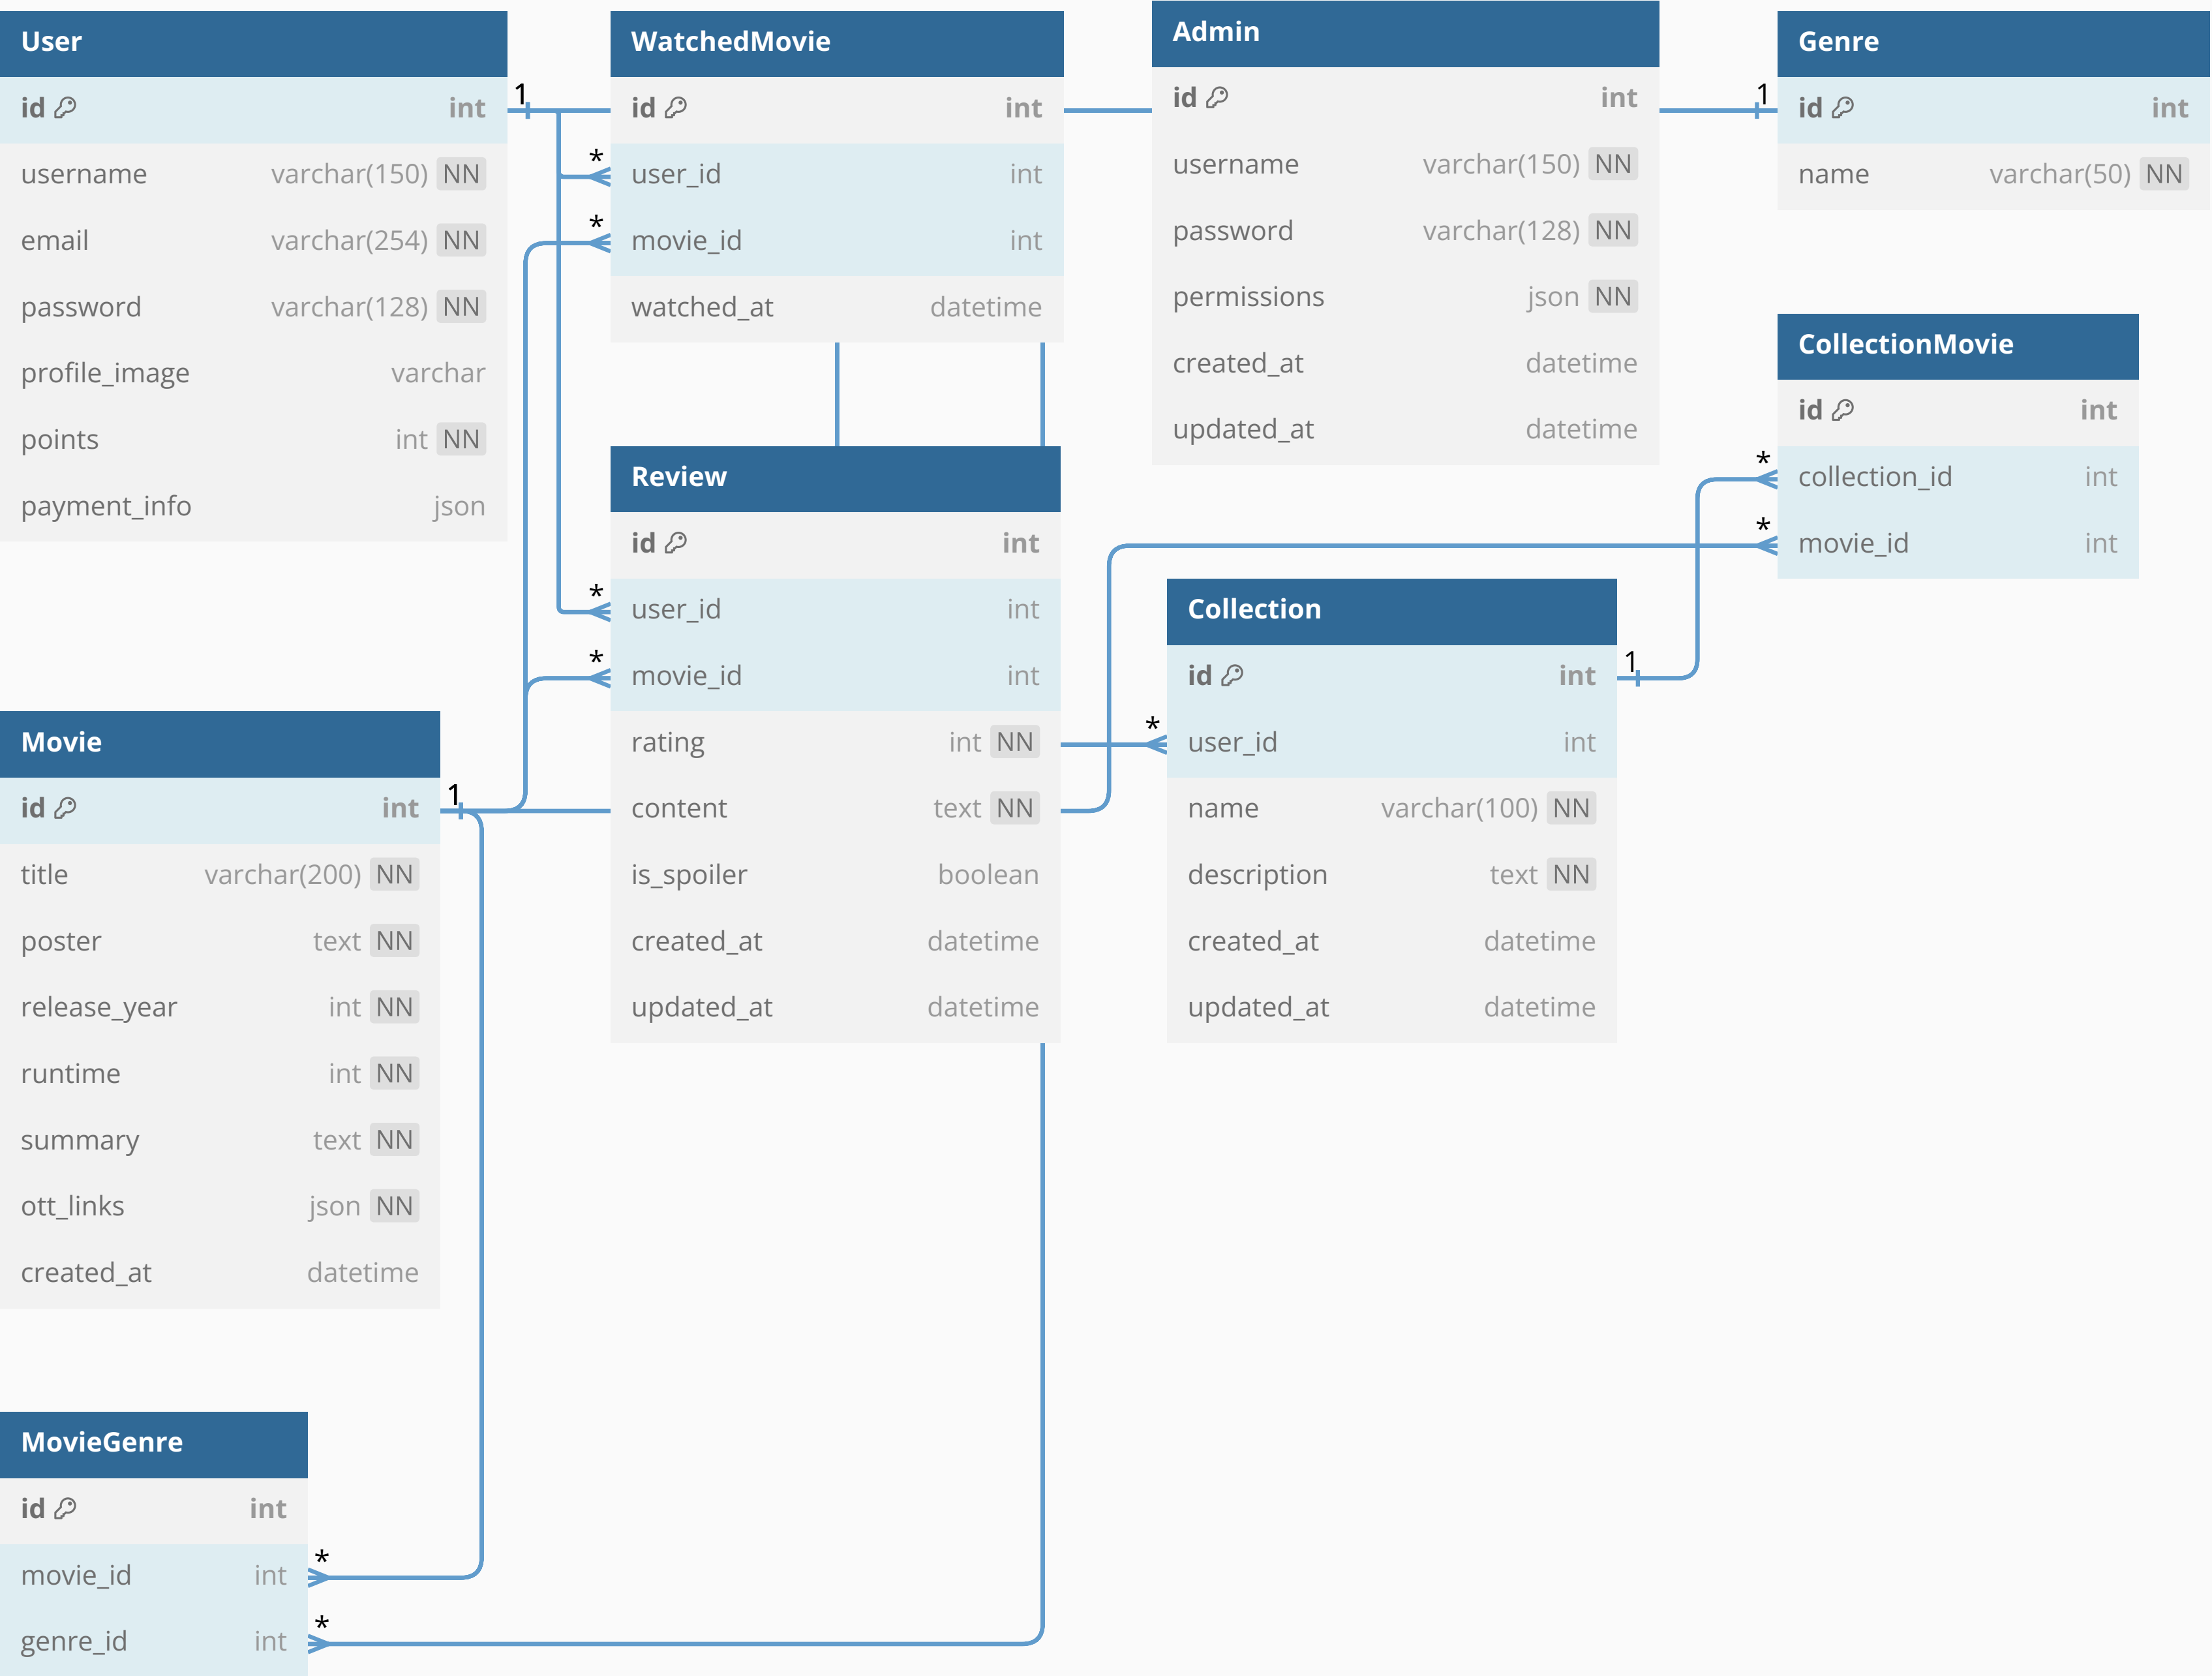 User
id int
username varchar(150) NN
email varchar(254) NN
password varchar(128) NN
profile_image varchar
points int NN
payment_info json
1
WatchedMovie
id int
* user_id int
* movie_id int
watched_at datetime
Admin
id int
username varchar(150) NN
password varchar(128) NN
permissions json NN
created_at datetime
updated_at datetime
1
Genre
id int
name varchar(50) NN
CollectionMovie
id int
* collection_id int
* movie_id int
Review
id int
* user_id int
* movie_id int
rating int NN
content text NN
is_spoiler boolean
created_at datetime
updated_at datetime
Collection
id int 1
* user_id int
name varchar(100) NN
description text NN
created_at datetime
updated_at datetime
Movie
id int 1
title varchar(200) NN
poster text NN
release_year int NN
runtime int NN
summary text NN
ott_links json NN
created_at datetime
MovieGenre
id int
movie_id int *
genre_id int *